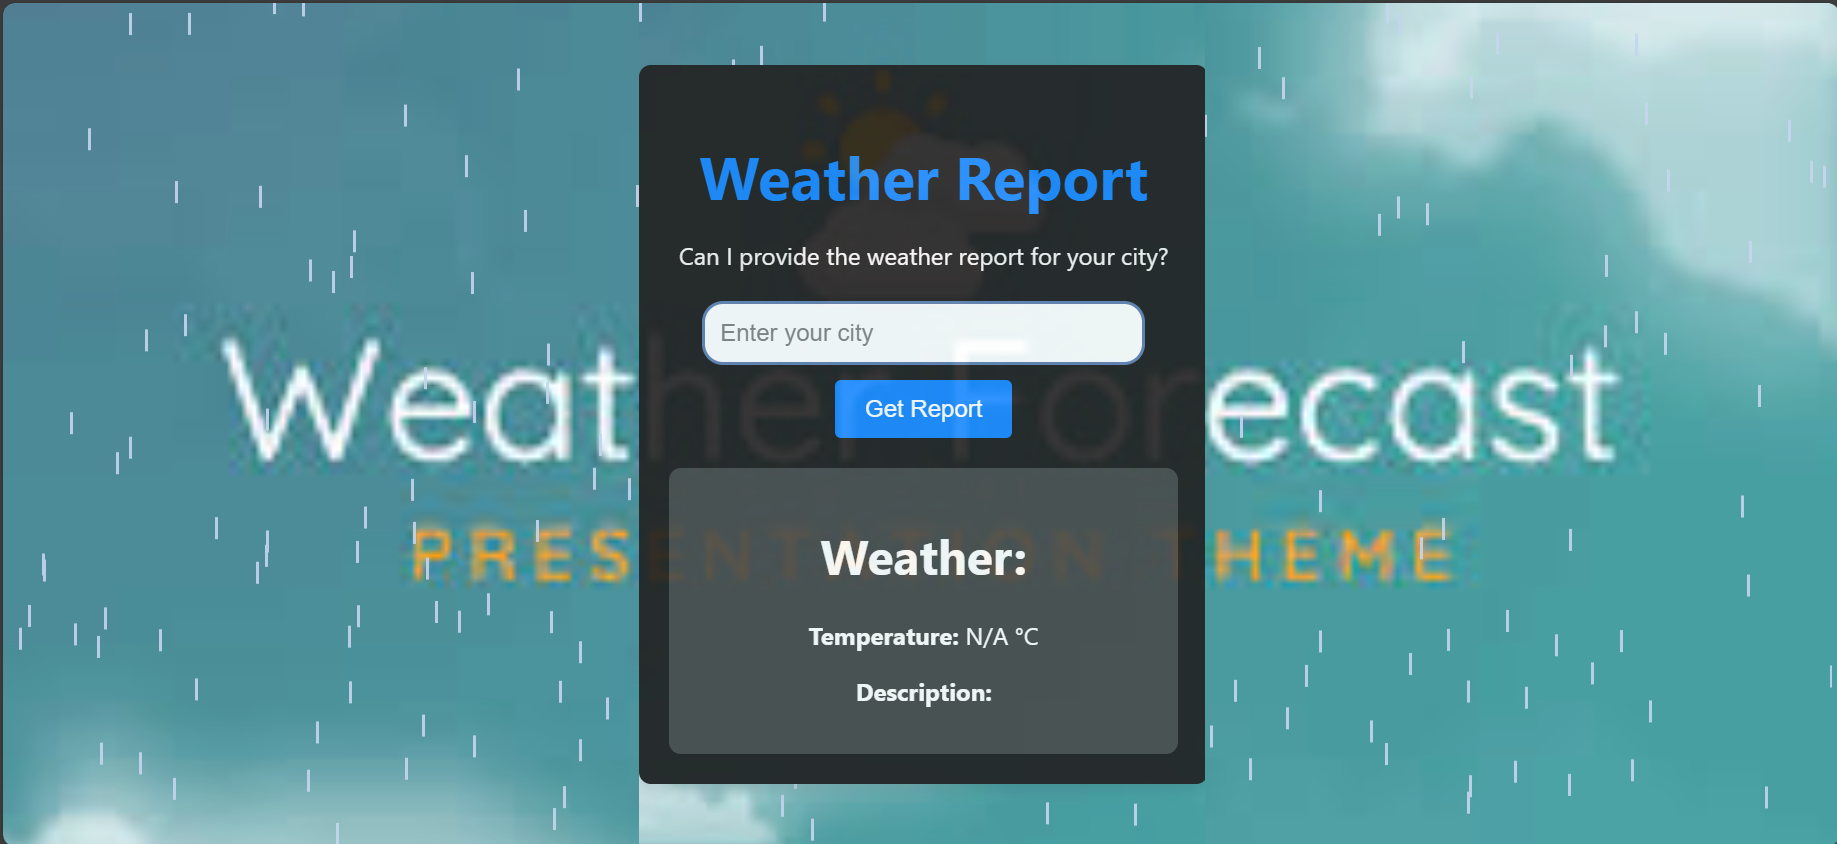 Weather Report
Can I provide the weather report for your city?
Enter your city
Weather Forecast
Get Report
PRESENTATION THEME
Weather:
Temperature: N/A °C
Description: